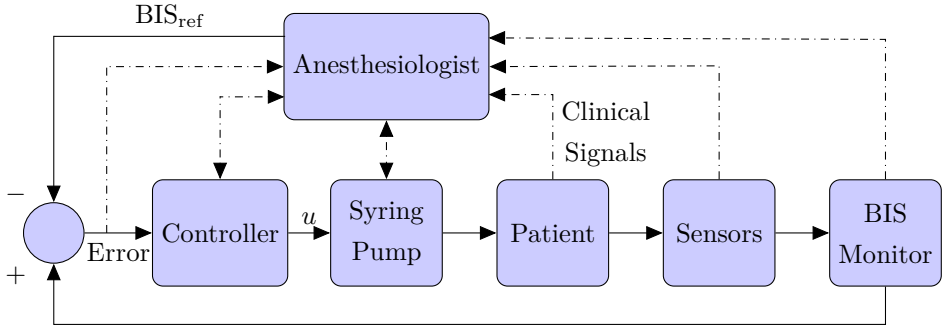 BIS_ref
Anesthesiologist
Clinical
Signals
−
Controller
u
Syring
Pump
Patient
Sensors
BIS
Monitor
Error
+